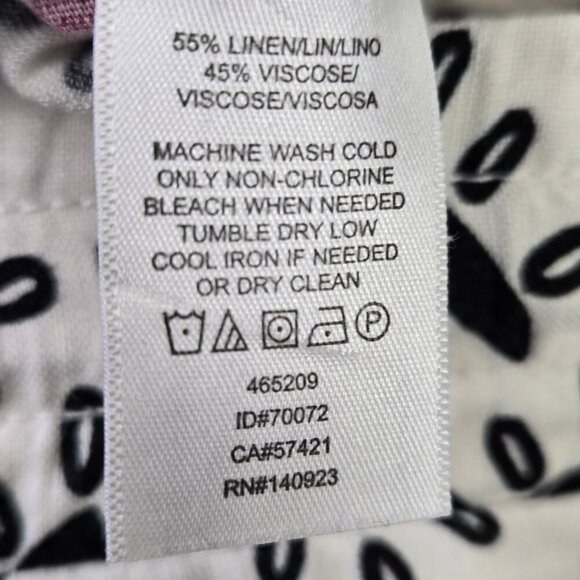 55% LINEN/LIN/LINO
45% VISCOSE/
VISCOSE/VISCOSA
MACHINE WASH COLD
ONLY NON-CHLORINE
BLEACH WHEN NEEDED
TUMBLE DRY LOW
COOL IRON IF NEEDED
OR DRY CLEAN
P
465209
ID#70072
CA#57421
RN#140923